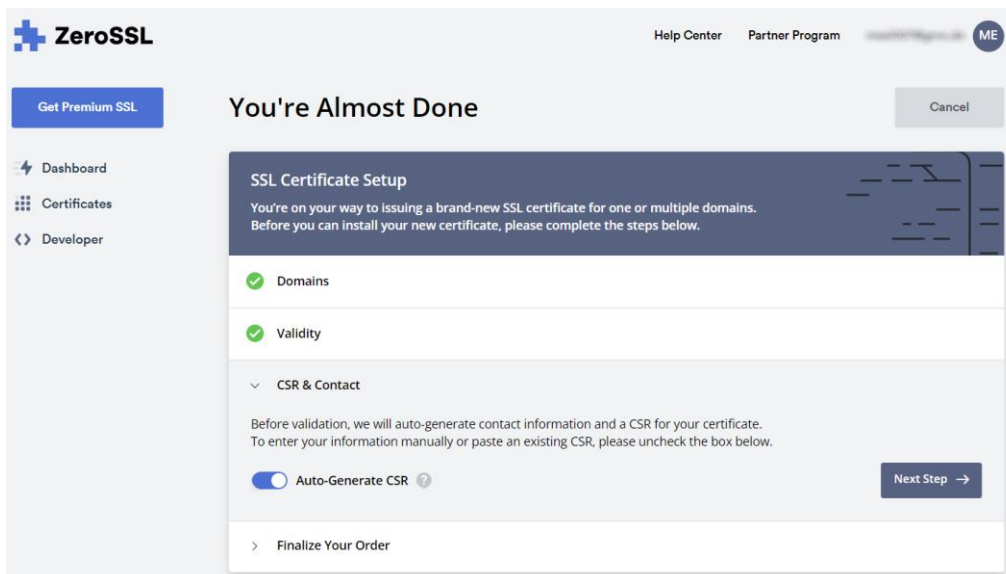 ZeroSSL
Help Center
Partner Program
ME
Get Premium SSL
You're Almost Done
Cancel
Dashboard
Certificates
Developer
SSL Certificate Setup
You're on your way to issuing a brand-new SSL certificate for one or multiple domains.
Before you can install your new certificate, please complete the steps below.
Domains
Validity
CSR & Contact
Before validation, we will auto-generate contact information and a CSR for your certificate.
To enter your information manually or paste an existing CSR, please uncheck the box below.
Auto-Generate CSR ?
Next Step →
Finalize Your Order